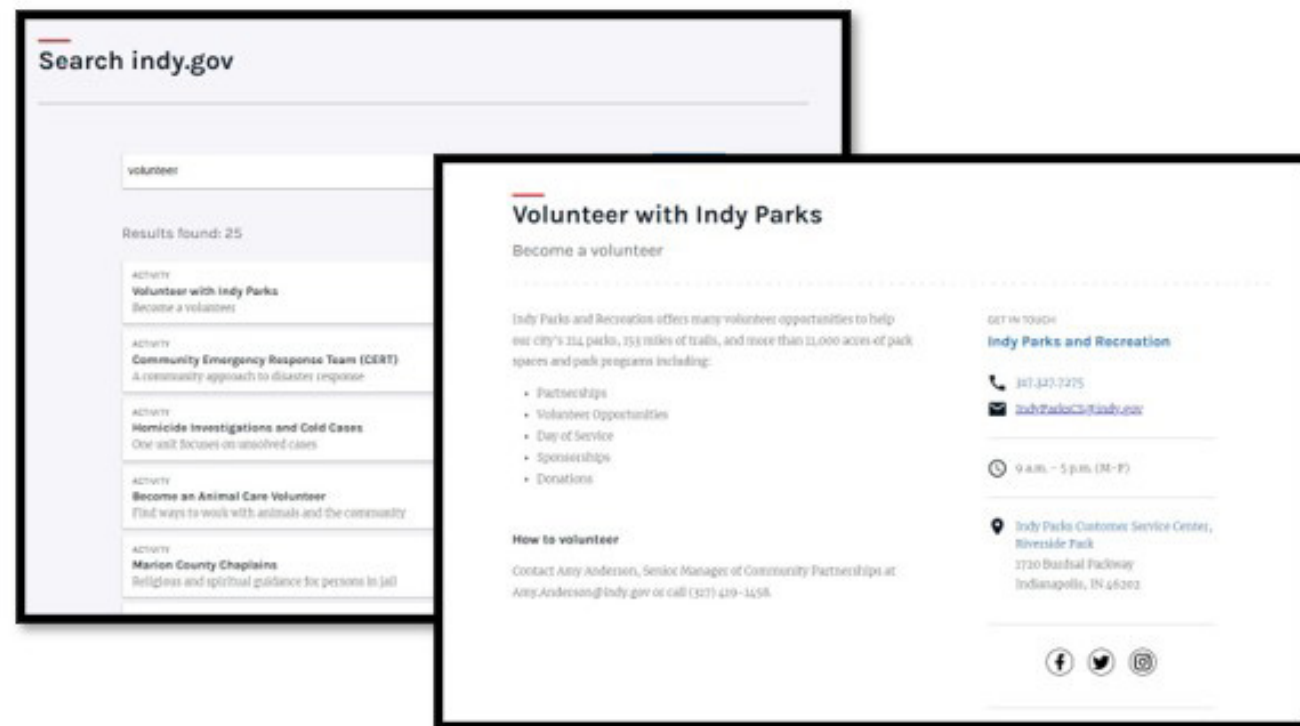 Search indy.gov
volunteer
Results found: 25
ACTIVITY
Volunteer with Indy Parks
Become a volunteer
ACTIVITY
Community Emergency Response Team (CERT)
A community approach to disaster response
ACTIVITY
Homicide Investigations and Cold Cases
One unit focuses on unsolved cases
ACTIVITY
Become an Animal Care Volunteer
Find ways to work with animals and the community
ACTIVITY
Marion County Chaplains
Religious and spiritual guidance for persons in jail
Volunteer with Indy Parks
Become a volunteer
Indy Parks and Recreation offers many volunteer opportunities to help
our city's 214 parks, 153 miles of trails, and more than 11,000 acres of park
spaces and park programs including:
• Partnerships
• Volunteer Opportunities
• Day of Service
• Sponsorships
• Donations
How to volunteer
Contact Amy Anderson, Senior Manager of Community Partnerships at
Amy.Anderson@indy.gov or call (317) 419-1458.
GET IN TOUCH
Indy Parks and Recreation
317.327.7275
IndyParksCS@indy.gov
9 a.m. - 5 p.m. (M-F)
Indy Parks Customer Service Center,
Riverside Park
1720 Burdsal Parkway
Indianapolis, IN 46202